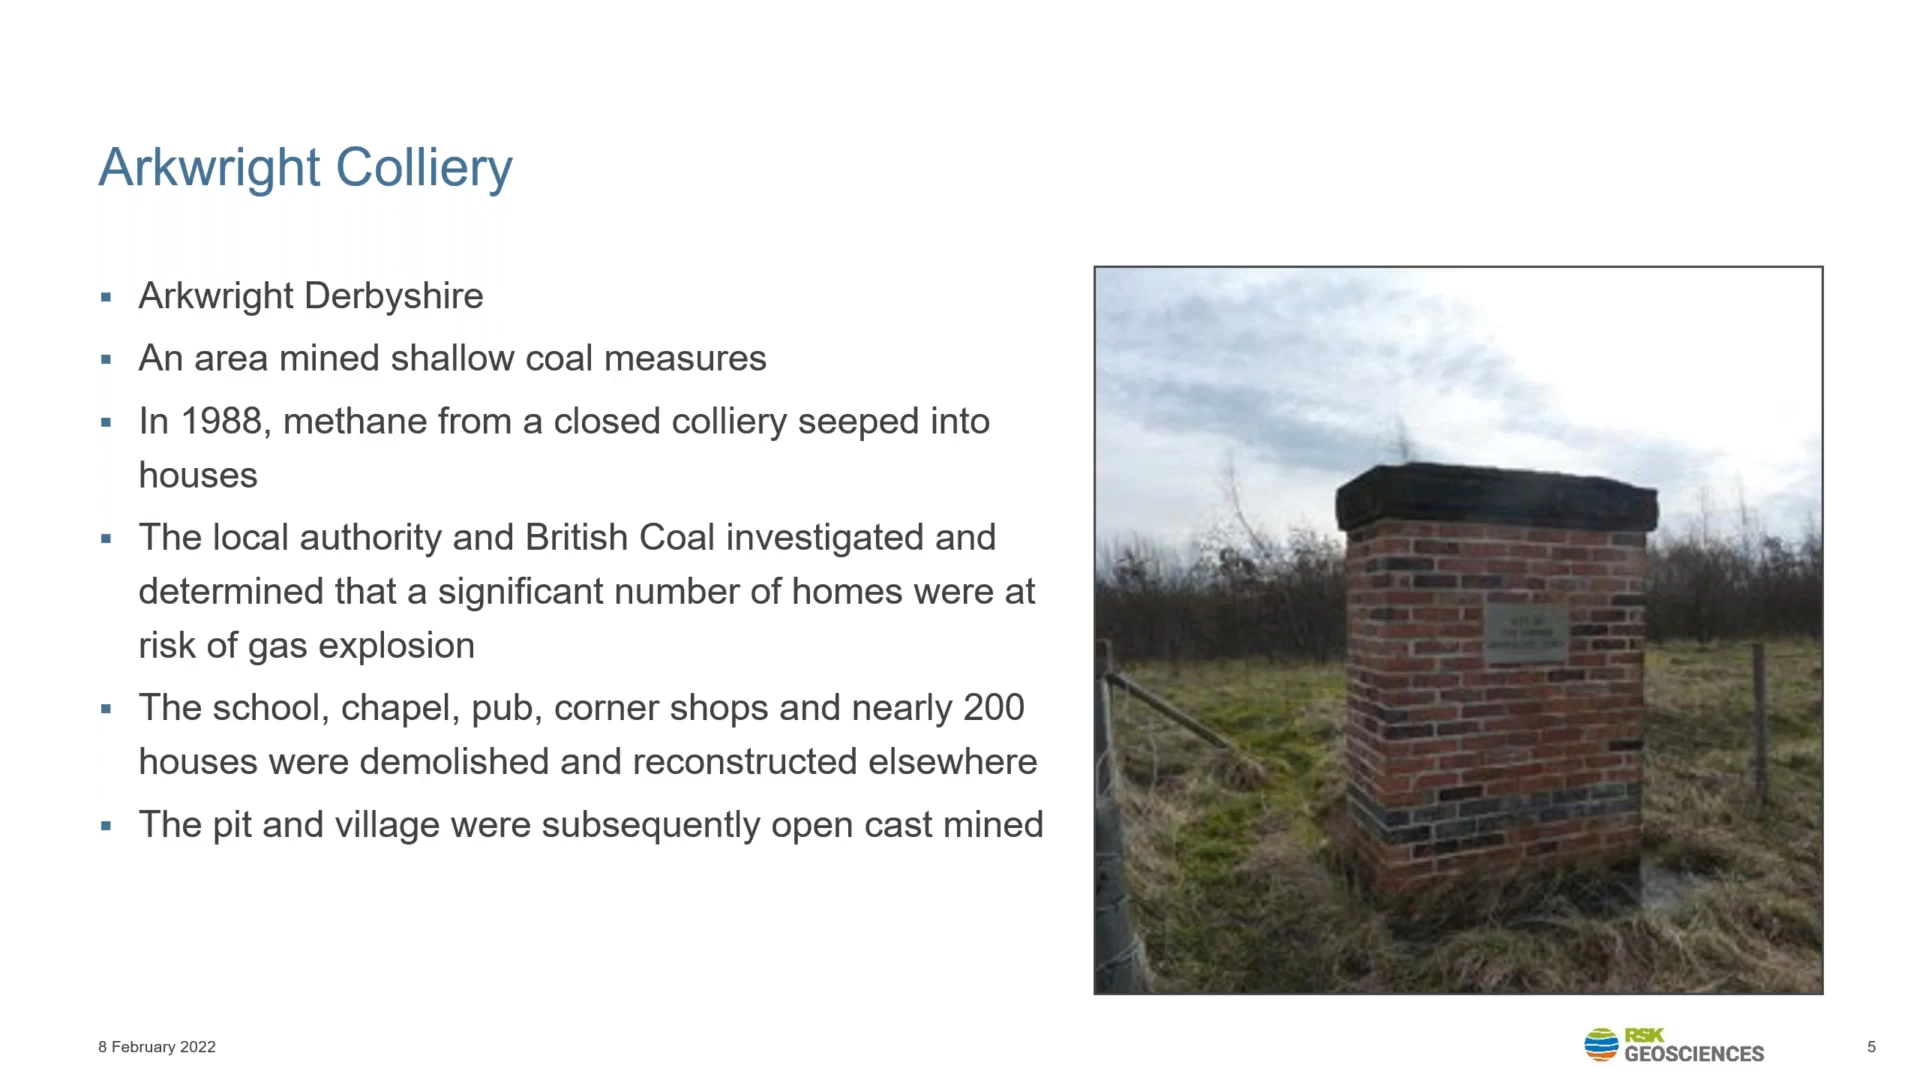 Arkwright Colliery
Arkwright Derbyshire
An area mined shallow coal measures
In 1988, methane from a closed colliery seeped into
houses
The local authority and British Coal investigated and
determined that a significant number of homes were at
risk of gas explosion
The school, chapel, pub, corner shops and nearly 200
houses were demolished and reconstructed elsewhere
The pit and village were subsequently open cast mined
8 February 2022
RSK
GEOSCIENCES
5